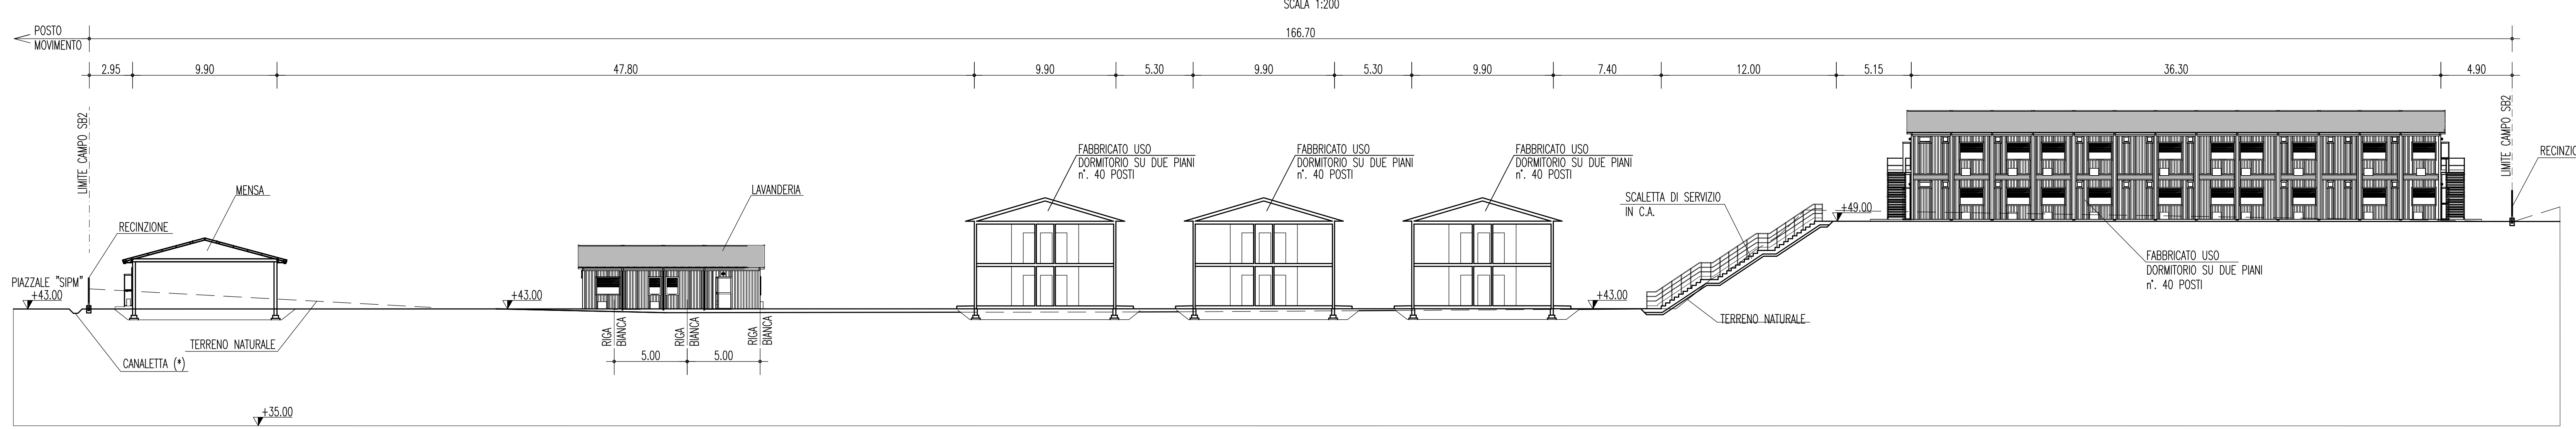 SCALA 1:200
POSTO
MOVIMENTO
166.70
2.95
9.90
47.80
9.90
5.30
9.90
5.30
9.90
7.40
12.00
5.15
36.30
4.90
LIMITE CAMPO SB2
LIMITE CAMPO SB2
MENSA
LAVANDERIA
FABBRICATO USO
DORMITORIO SU DUE PIANI
n°. 40 POSTI
FABBRICATO USO
DORMITORIO SU DUE PIANI
n°. 40 POSTI
FABBRICATO USO
DORMITORIO SU DUE PIANI
n°. 40 POSTI
SCALETTA DI SERVIZIO
IN C.A.
+49.00
RECINZIO
RECINZIONE
PIAZZALE "SIPM"
+43.00
+43.00
+43.00
FABBRICATO USO
DORMITORIO SU DUE PIANI
n°. 40 POSTI
TERRENO NATURALE
TERRENO NATURALE
CANALETTA (*)
RIGA
BIANCA
RIGA
BIANCA
RIGA
BIANCA
5.00
5.00
+35.00